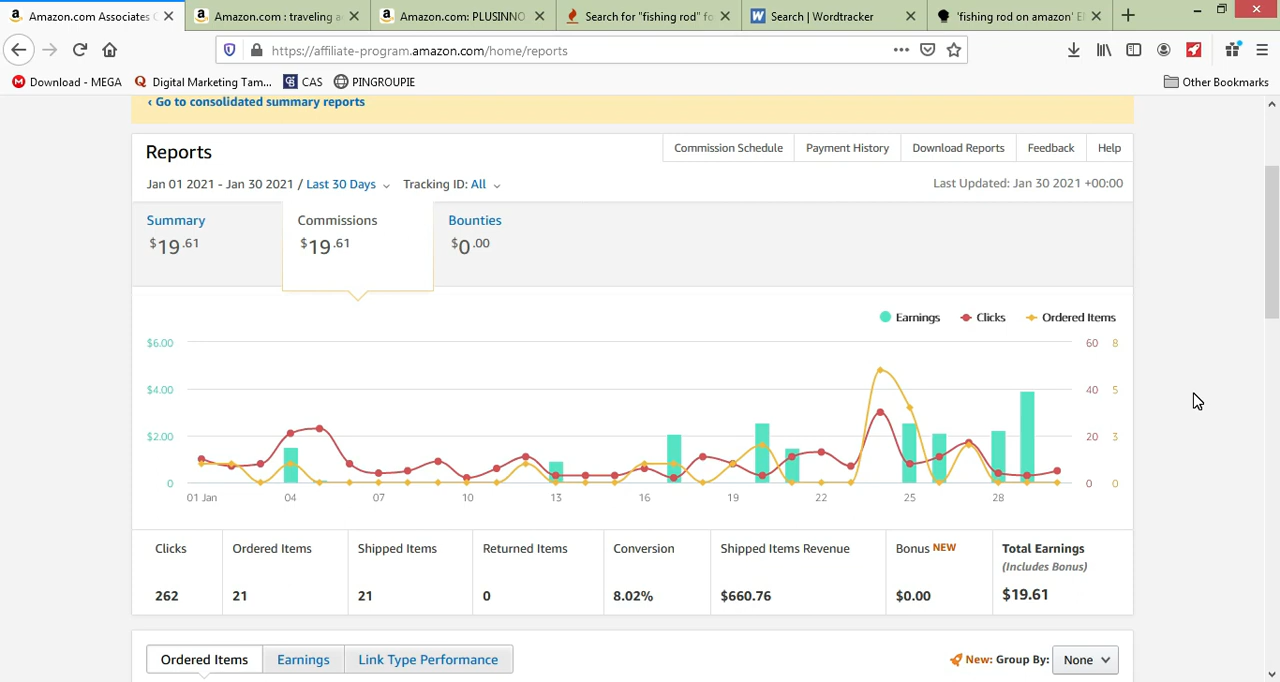 Amazon.com Associates C
Amazon.com : traveling a
Amazon.com: PLUSINNO
Search for "fishing rod" fo
Search | Wordtracker
'fishing rod on amazon' E
https://affiliate-program.amazon.com/home/reports
Download - MEGA
Digital Marketing Tam...
CAS
PINGROUPIE
Other Bookmarks
‹ Go to consolidated summary reports
Reports
Commission Schedule
Payment History
Download Reports
Feedback
Help
Jan 01 2021 - Jan 30 2021 / Last 30 Days
Tracking ID: All
Last Updated: Jan 30 2021 +00:00
Summary
$19.61
Commissions
$19.61
Bounties
$0.00
Earnings
Clicks
Ordered Items
$6.00
$4.00
$2.00
0
60 8
40 5
20 3
0 0
01 Jan 04 07 10 13 16 19 22 25 28
Clicks
262
Ordered Items
21
Shipped Items
21
Returned Items
0
Conversion
8.02%
Shipped Items Revenue
$660.76
Bonus NEW
$0.00
Total Earnings
(Includes Bonus)
$19.61
Ordered Items
Earnings
Link Type Performance
New: Group By:
None